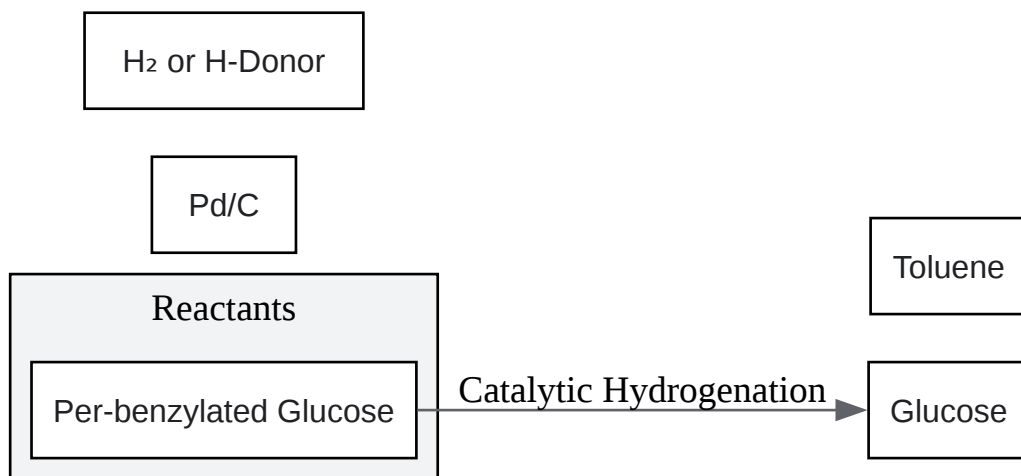 H₂ or H-Donor
Pd/C
Toluene
Reactants
Per-benzylated Glucose
Catalytic Hydrogenation
Glucose